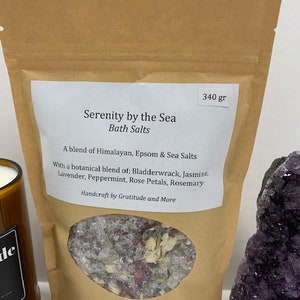 340 gr
Serenity by the Sea
Bath Salts
A blend of Himalayan, Epsom & Sea Salts
With a botanical blend of; Bladderwrack, Jasmine,
Lavender, Peppermint, Rose Petals, Rosemary
Handcraft by Gratitude and More